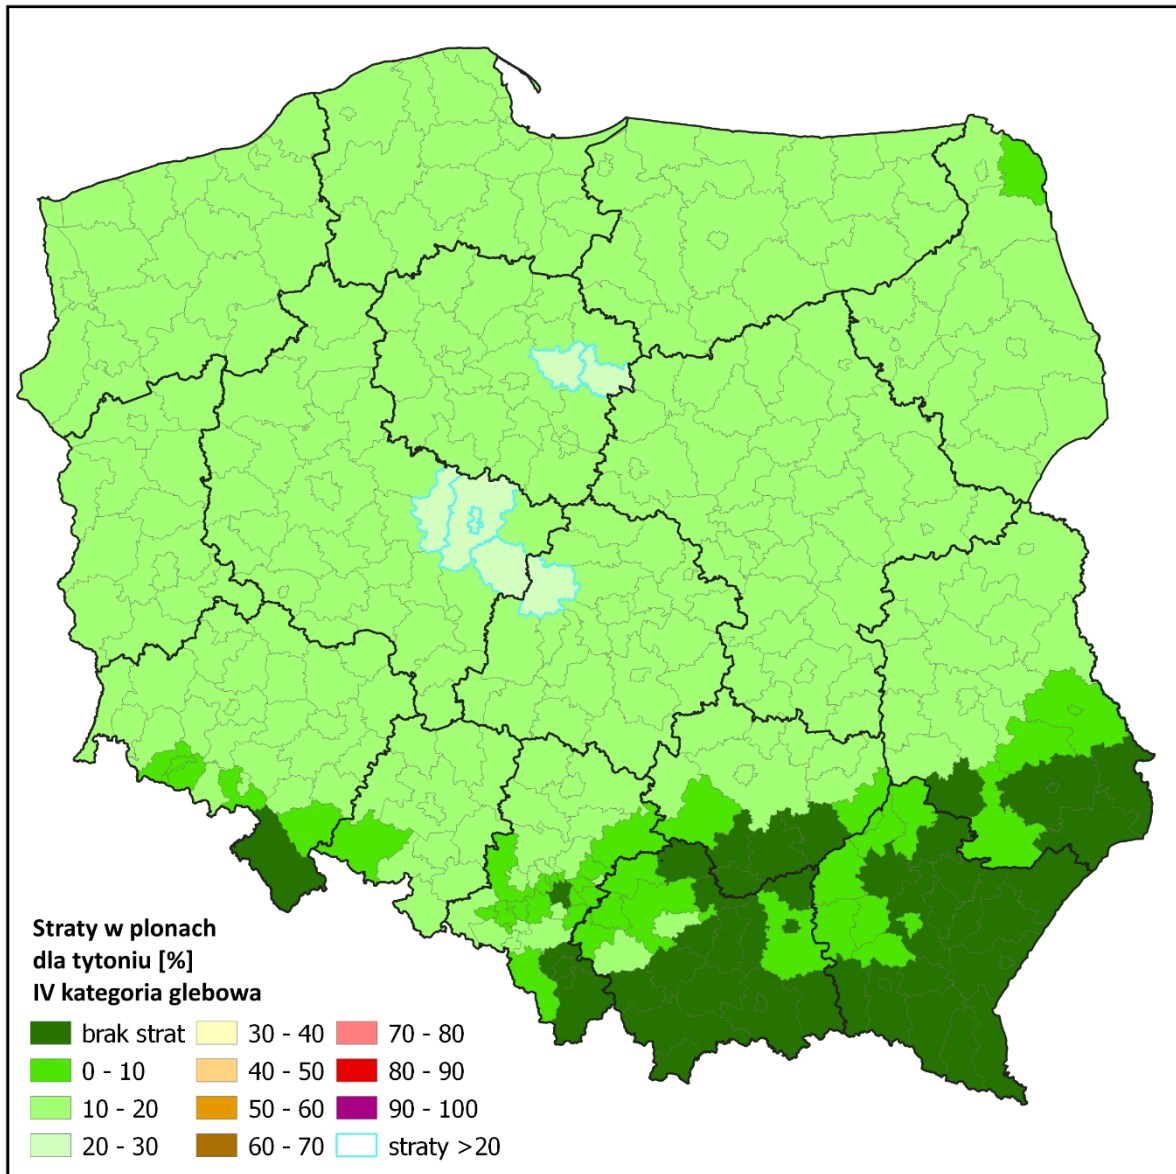 Straty w plonach
dla tytoniu [%]
IV kategoria glebowa
brak strat
0 - 10
10 - 20
20 - 30
30 - 40
40 - 50
50 - 60
60 - 70
70 - 80
80 - 90
90 - 100
straty >20